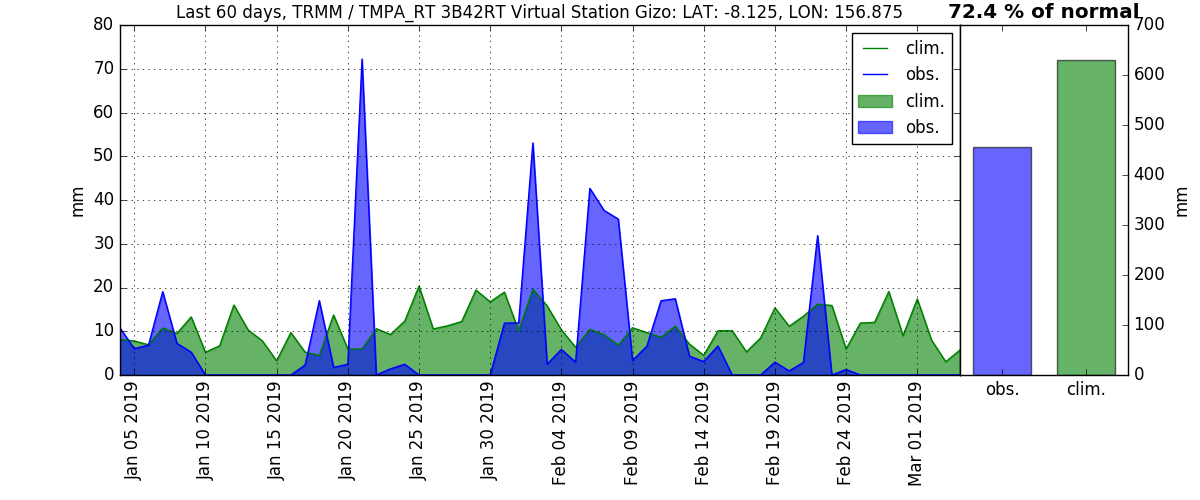 Last 60 days, TRMM / TMPA_RT 3B42RT Virtual Station Gizo: LAT: -8.125, LON: 156.875
72.4 % of normal
80
70
60
50
40
30
20
10
0
mm
clim.
obs.
clim.
obs.
Jan 05 2019
Jan 10 2019
Jan 15 2019
Jan 20 2019
Jan 25 2019
Jan 30 2019
Feb 04 2019
Feb 09 2019
Feb 14 2019
Feb 19 2019
Feb 24 2019
Mar 01 2019
700
600
500
400
300
200
100
0
mm
obs.
clim.